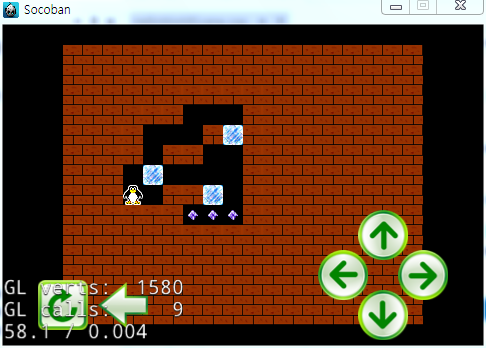 Socoban
GL verts: 1580
GL calls: 9
58.1 / 0.004